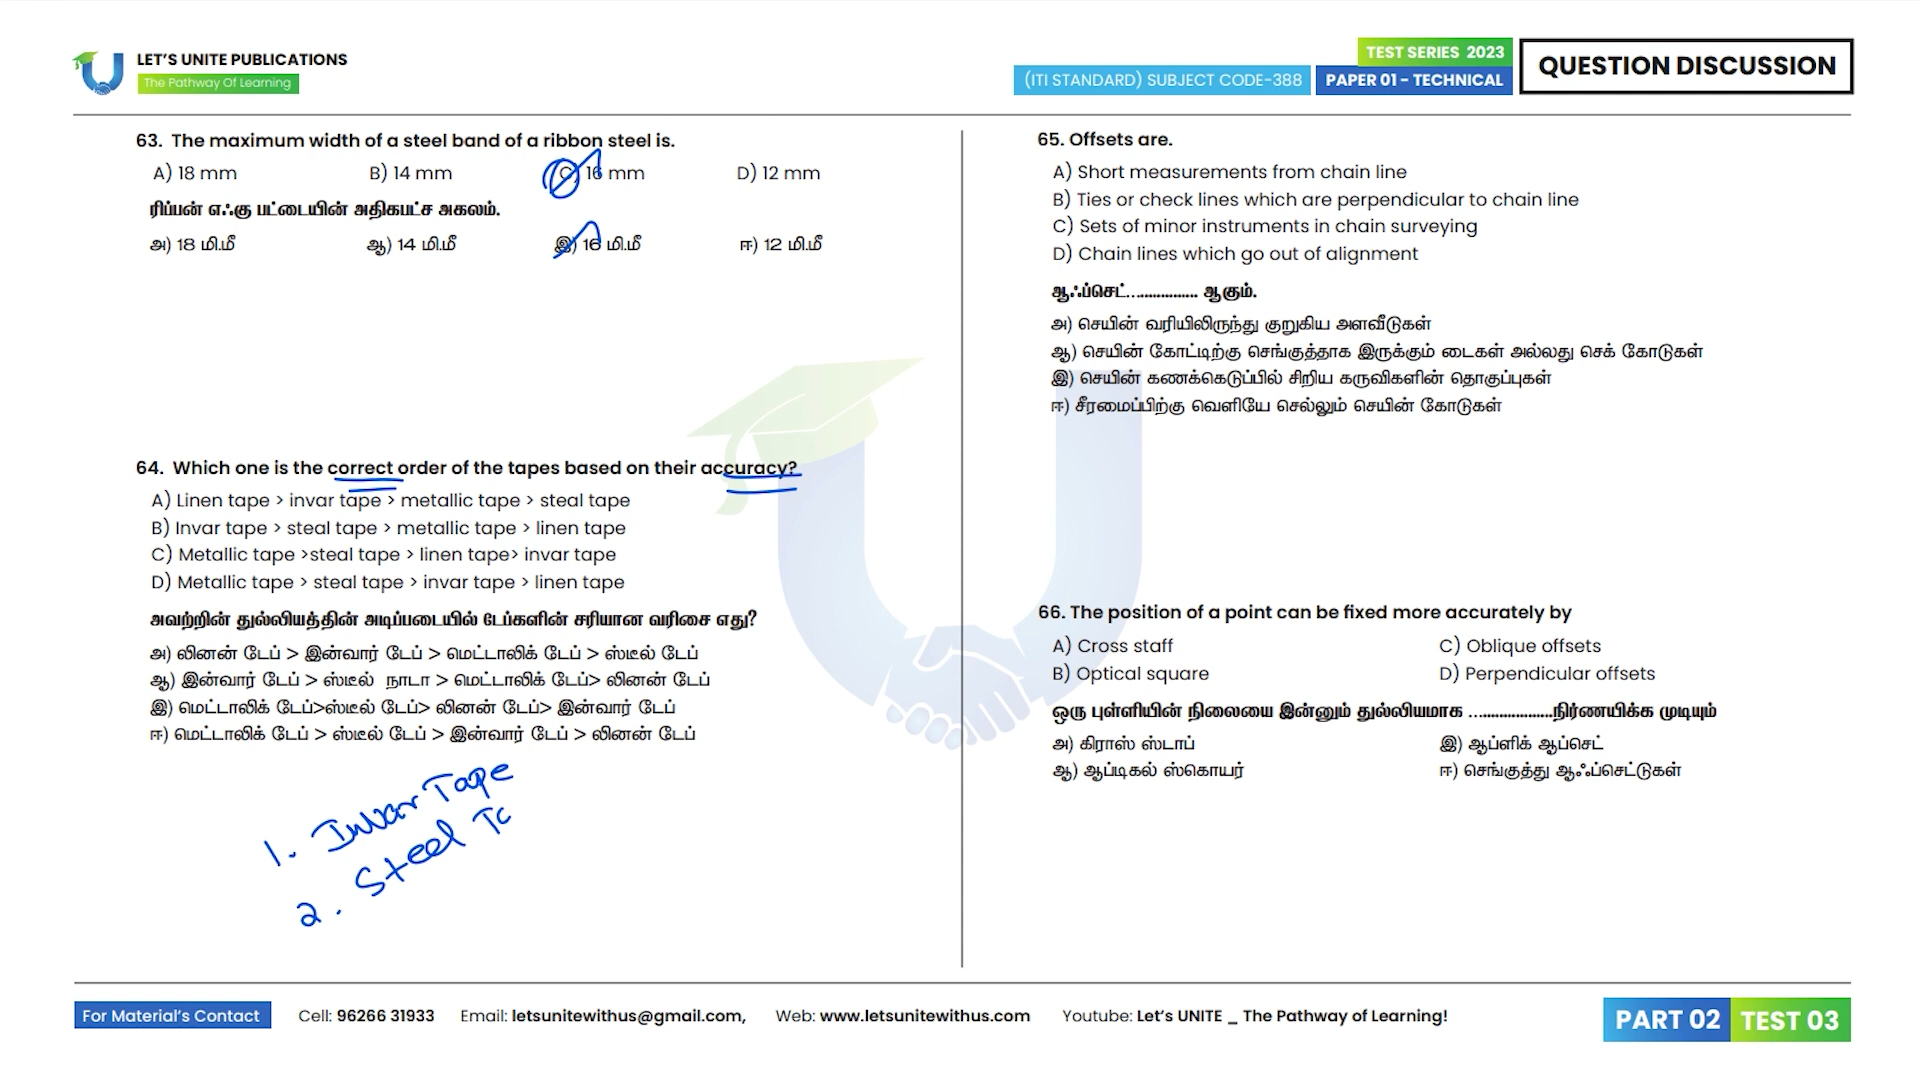 LET'S UNITE PUBLICATIONS
The Pathway Of Learning
TEST SERIES 2023
(ITI STANDARD) SUBJECT CODE-388
PAPER 01 - TECHNICAL
QUESTION DISCUSSION
63. The maximum width of a steel band of a ribbon steel is.
A) 18 mm B) 14 mm C) 16 mm D) 12 mm
ரிப்பன் எஃகு பட்டையின் அதிகபட்ச அகலம்.
அ) 18 மி.மீ ஆ) 14 மி.மீ இ) 16 மி.மீ ஈ) 12 மி.மீ
64. Which one is the correct order of the tapes based on their accuracy?
A) Linen tape > invar tape > metallic tape > steal tape
B) Invar tape > steal tape > metallic tape > linen tape
C) Metallic tape >steal tape > linen tape> invar tape
D) Metallic tape > steal tape > invar tape > linen tape
அவற்றின் துல்லியத்தின் அடிப்படையில் டேப்களின் சரியான வரிசை எது?
அ) லினன் டேப் > இன்வார் டேப் > மெட்டாலிக் டேப் > ஸ்டீல் டேப்
ஆ) இன்வார் டேப் > ஸ்டீல் நாடா > மெட்டாலிக் டேப்> லினன் டேப்
இ) மெட்டாலிக் டேப்>ஸ்டீல் டேப்> லினன் டேப்> இன்வார் டேப்
ஈ) மெட்டாலிக் டேப் > ஸ்டீல் டேப் > இன்வார் டேப் > லினன் டேப்
1. Invar Tape
2. Steel Ta
65. Offsets are.
A) Short measurements from chain line
B) Ties or check lines which are perpendicular to chain line
C) Sets of minor instruments in chain surveying
D) Chain lines which go out of alignment
ஆஃப்செட்................ ஆகும்.
அ) செயின் வரியிலிருந்து குறுகிய அளவீடுகள்
ஆ) செயின் கோட்டிற்கு செங்குத்தாக இருக்கும் டைகள் அல்லது செக் கோடுகள்
இ) செயின் கணக்கெடுப்பில் சிறிய கருவிகளின் தொகுப்புகள்
ஈ) சீரமைப்பிற்கு வெளியே செல்லும் செயின் கோடுகள்
66. The position of a point can be fixed more accurately by
A) Cross staff C) Oblique offsets
B) Optical square D) Perpendicular offsets
ஒரு புள்ளியின் நிலையை இன்னும் துல்லியமாக ....................நிர்ணயிக்க முடியும்
அ) கிராஸ் ஸ்டாப் இ) ஆப்ளிக் ஆப்செட்
ஆ) ஆப்டிகல் ஸ்கொயர் ஈ) செங்குத்து ஆஃப்செட்டுகள்
For Material's Contact Cell: 96266 31933 Email: letsunitewithus@gmail.com, Web: www.letsunitewithus.com Youtube: Let's UNITE _ The Pathway of Learning! PART 02 TEST 03